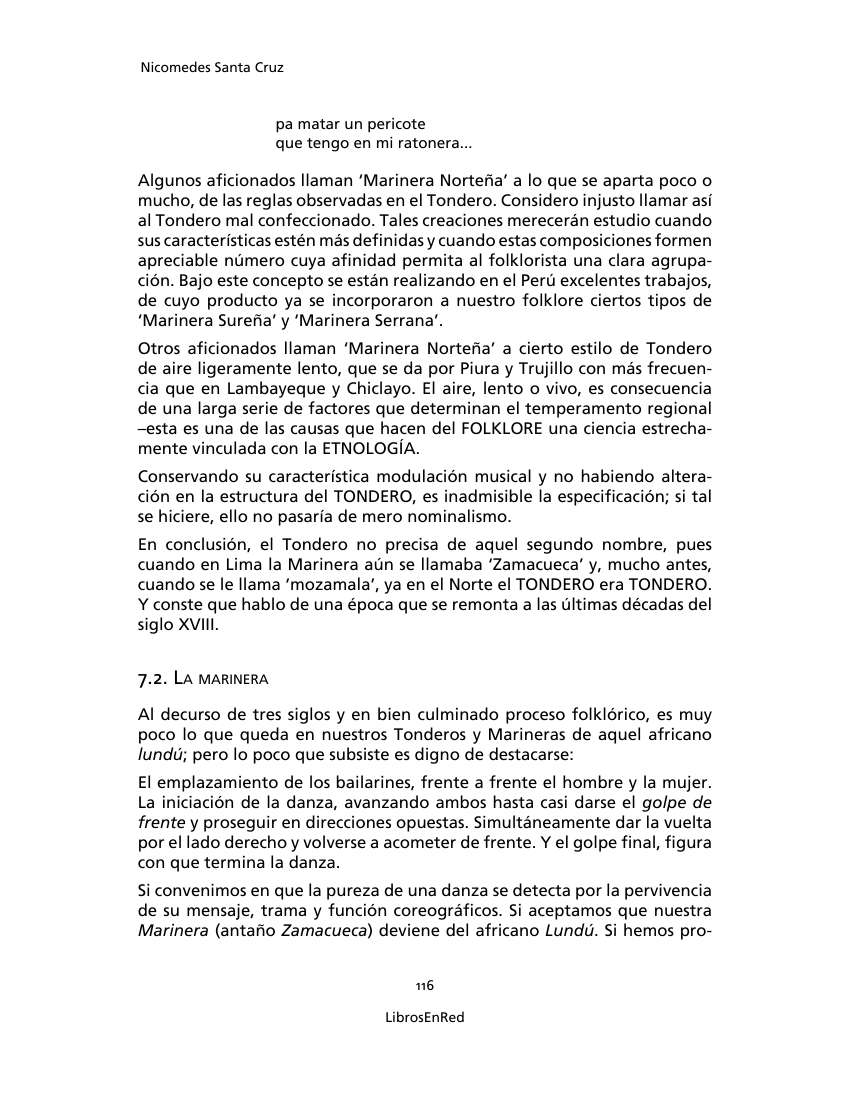 Nicomedes Santa Cruz
pa matar un pericote
que tengo en mi ratonera...
Algunos aficionados llaman ‘Marinera Norteña’ a lo que se aparta poco o
mucho, de las reglas observadas en el Tondero. Considero injusto llamar así
al Tondero mal confeccionado. Tales creaciones merecerán estudio cuando
sus características estén más definidas y cuando estas composiciones formen
apreciable número cuya afinidad permita al folklorista una clara agrupa-
ción. Bajo este concepto se están realizando en el Perú excelentes trabajos,
de cuyo producto ya se incorporaron a nuestro folklore ciertos tipos de
‘Marinera Sureña’ y ‘Marinera Serrana’.
Otros aficionados llaman ‘Marinera Norteña’ a cierto estilo de Tondero
de aire ligeramente lento, que se da por Piura y Trujillo con más frecuen-
cia que en Lambayeque y Chiclayo. El aire, lento o vivo, es consecuencia
de una larga serie de factores que determinan el temperamento regional
–esta es una de las causas que hacen del FOLKLORE una ciencia estrecha-
mente vinculada con la ETNOLOGÍA.
Conservando su característica modulación musical y no habiendo altera-
ción en la estructura del TONDERO, es inadmisible la especificación; si tal
se hiciere, ello no pasaría de mero nominalismo.
En conclusión, el Tondero no precisa de aquel segundo nombre, pues
cuando en Lima la Marinera aún se llamaba ‘Zamacueca’ y, mucho antes,
cuando se le llama ‘mozamala’, ya en el Norte el TONDERO era TONDERO.
Y conste que hablo de una época que se remonta a las últimas décadas del
siglo XVIII.
7.2. La marinera
Al decurso de tres siglos y en bien culminado proceso folklórico, es muy
poco lo que queda en nuestros Tonderos y Marineras de aquel africano
lundú; pero lo poco que subsiste es digno de destacarse:
El emplazamiento de los bailarines, frente a frente el hombre y la mujer.
La iniciación de la danza, avanzando ambos hasta casi darse el golpe de
frente y proseguir en direcciones opuestas. Simultáneamente dar la vuelta
por el lado derecho y volverse a acometer de frente. Y el golpe final, figura
con que termina la danza.
Si convenimos en que la pureza de una danza se detecta por la pervivencia
de su mensaje, trama y función coreográficos. Si aceptamos que nuestra
Marinera (antaño Zamacueca) deviene del africano Lundú. Si hemos pro-
116
LibrosEnRed